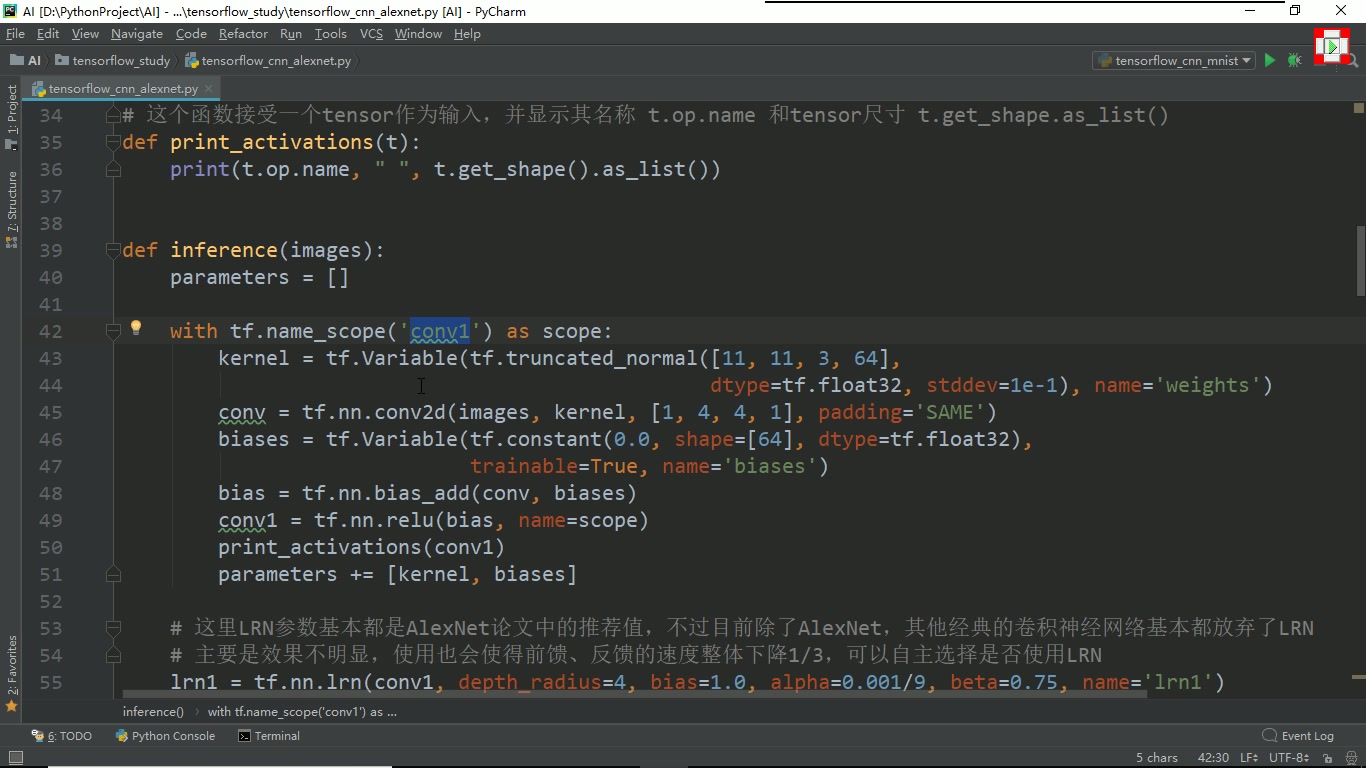 AI [D:\PythonProject\AI] - ...\tensorflow_study\tensorflow_cnn_alexnet.py [AI] - PyCharm
File Edit View Navigate Code Refactor Run Tools VCS Window Help
AI tensorflow_study tensorflow_cnn_alexnet.py tensorflow_cnn_mnist
tensorflow_cnn_alexnet.py
1: Project
7: Structure
2: Favorites
34 # 这个函数接受一个tensor作为输入，并显示其名称 t.op.name 和tensor尺寸 t.get_shape.as_list()
35 def print_activations(t):
36     print(t.op.name, " ", t.get_shape().as_list())
37
38
39 def inference(images):
40     parameters = []
41
42     with tf.name_scope('conv1') as scope:
43         kernel = tf.Variable(tf.truncated_normal([11, 11, 3, 64],
44                                                  dtype=tf.float32, stddev=1e-1), name='weights')
45         conv = tf.nn.conv2d(images, kernel, [1, 4, 4, 1], padding='SAME')
46         biases = tf.Variable(tf.constant(0.0, shape=[64], dtype=tf.float32),
47                              trainable=True, name='biases')
48         bias = tf.nn.bias_add(conv, biases)
49         conv1 = tf.nn.relu(bias, name=scope)
50         print_activations(conv1)
51         parameters += [kernel, biases]
52
53     # 这里LRN参数基本都是AlexNet论文中的推荐值，不过目前除了AlexNet，其他经典的卷积神经网络基本都放弃了LRN
54     # 主要是效果不明显，使用也会使得前馈、反馈的速度整体下降1/3，可以自主选择是否使用LRN
55     lrn1 = tf.nn.lrn(conv1, depth_radius=4, bias=1.0, alpha=0.001/9, beta=0.75, name='lrn1')
inference() › with tf.name_scope('conv1') as ...
6: TODO Python Console Terminal Event Log
5 chars 42:30 LF UTF-8